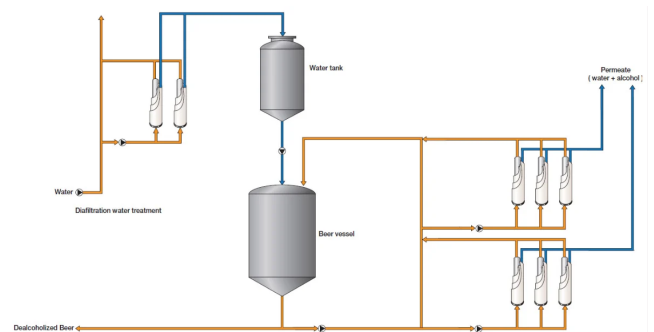 Water tank
Permeate
( water + alcohol )
Water
Diafiltration water treatment
Beer vessel
Dealcoholized Beer